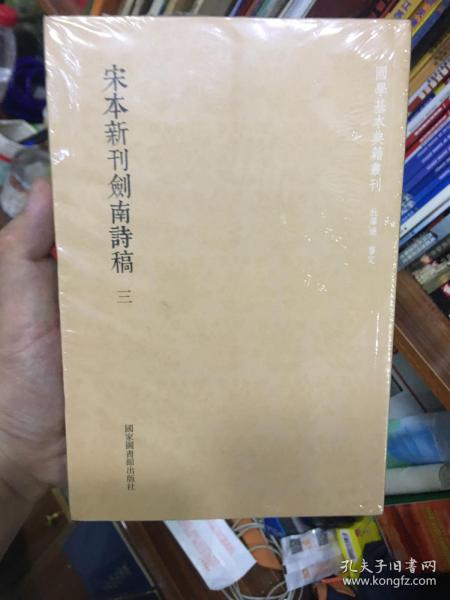 國學基本典籍叢刊
宋本新刊劍南詩稿 三
國家圖書館出版社
孔夫子旧书网
www.kongfz.com